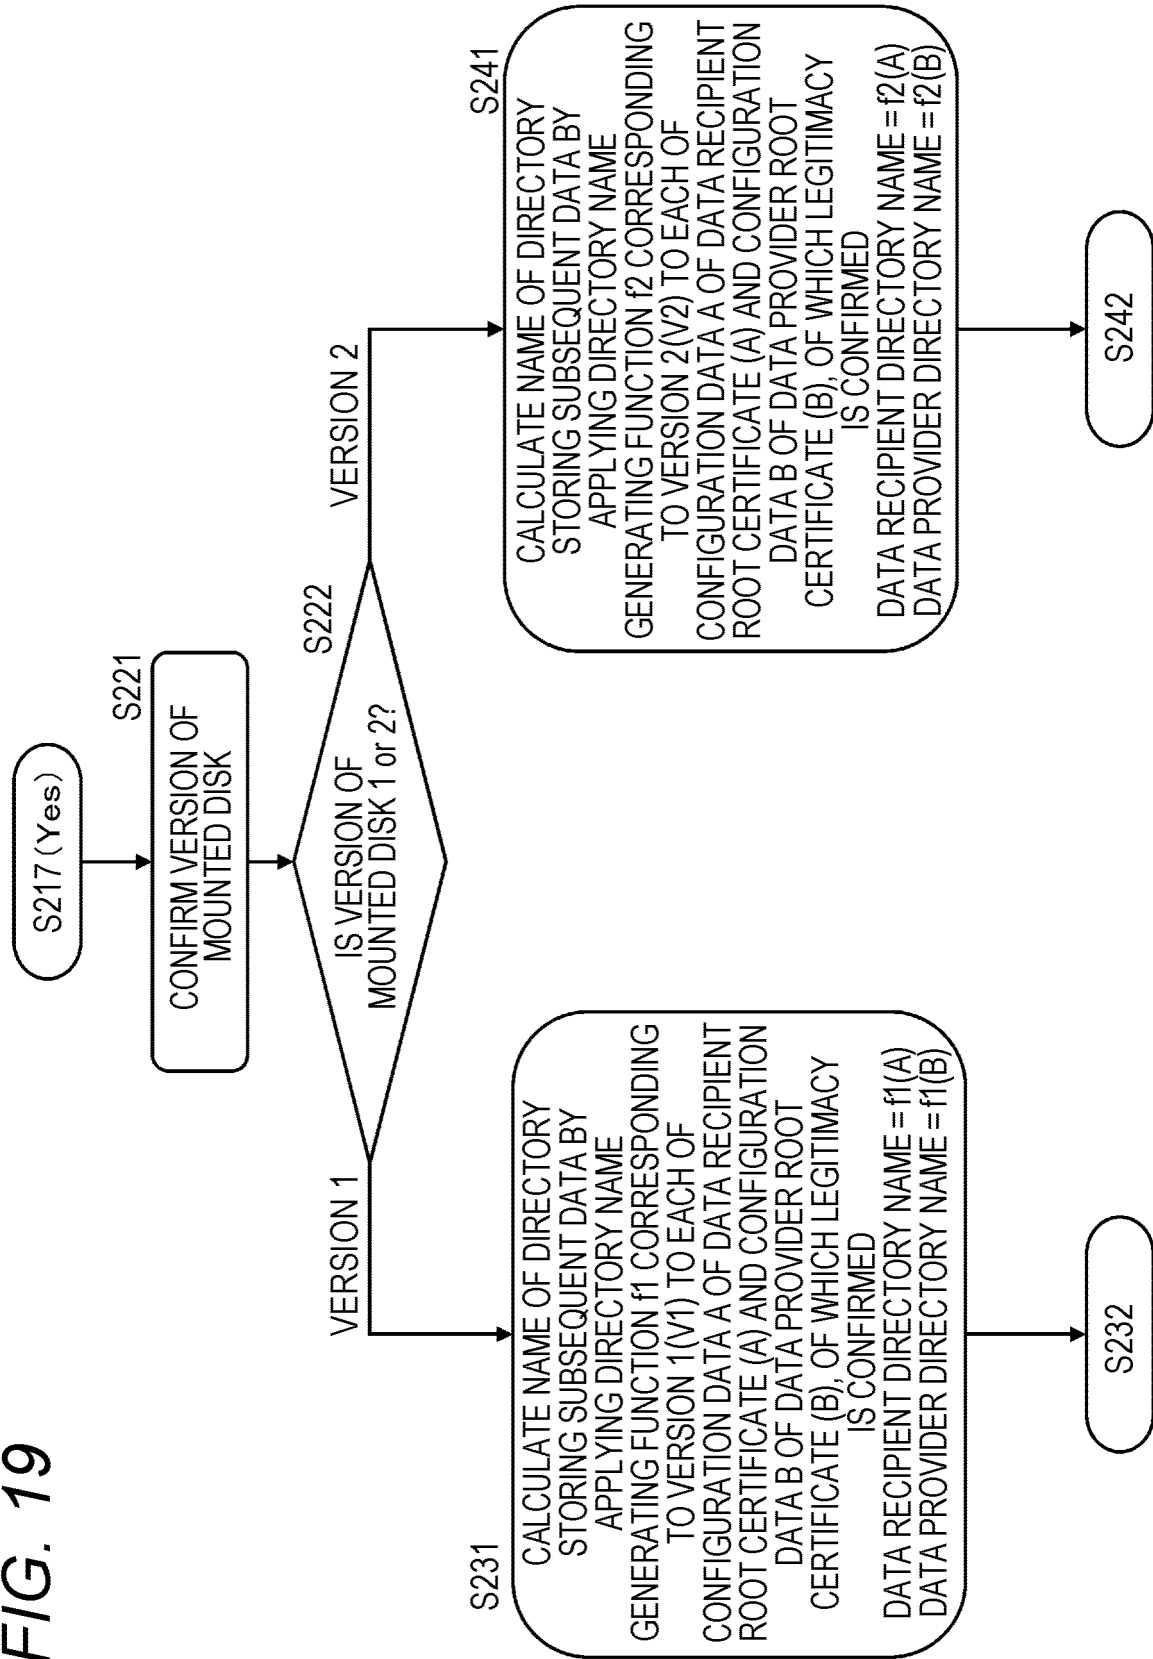 FIG. 19
S217(Yes)
S221
CONFIRM VERSION OF
MOUNTED DISK
S222
IS VERSION OF
MOUNTED DISK 1 or 2?
VERSION 1
VERSION 2
S231
CALCULATE NAME OF DIRECTORY
STORING SUBSEQUENT DATA BY
APPLYING DIRECTORY NAME
GENERATING FUNCTION f1 CORRESPONDING
TO VERSION 1(V1) TO EACH OF
CONFIGURATION DATA A OF DATA RECIPIENT
ROOT CERTIFICATE (A) AND CONFIGURATION
DATA B OF DATA PROVIDER ROOT
CERTIFICATE (B), OF WHICH LEGITIMACY
IS CONFIRMED
DATA RECIPIENT DIRECTORY NAME = f1(A)
DATA PROVIDER DIRECTORY NAME = f1(B)
S232
S241
CALCULATE NAME OF DIRECTORY
STORING SUBSEQUENT DATA BY
APPLYING DIRECTORY NAME
GENERATING FUNCTION f2 CORRESPONDING
TO VERSION 2(V2) TO EACH OF
CONFIGURATION DATA A OF DATA RECIPIENT
ROOT CERTIFICATE (A) AND CONFIGURATION
DATA B OF DATA PROVIDER ROOT
CERTIFICATE (B), OF WHICH LEGITIMACY
IS CONFIRMED
DATA RECIPIENT DIRECTORY NAME = f2(A)
DATA PROVIDER DIRECTORY NAME = f2(B)
S242